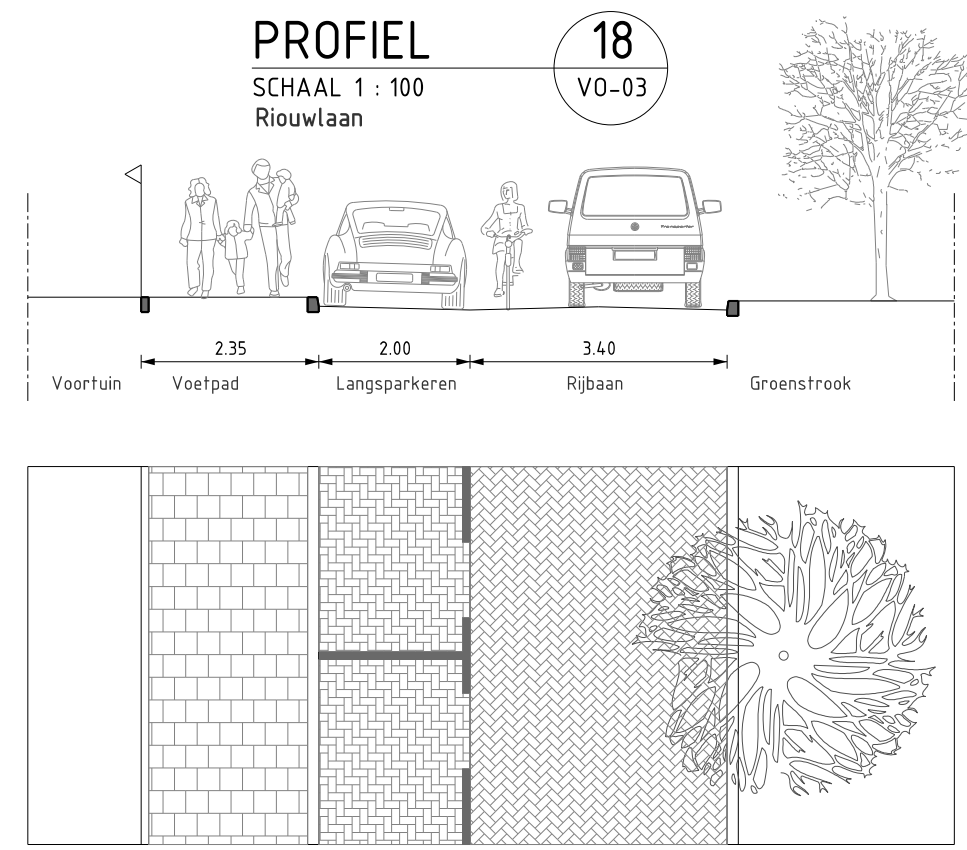 PROFIEL
18
SCHAAL 1 : 100
VO-03
Riouwlaan
Transporter
2.35
2.00
3.40
Voortuin
Voetpad
Langsparkeren
Rijbaan
Groenstrook